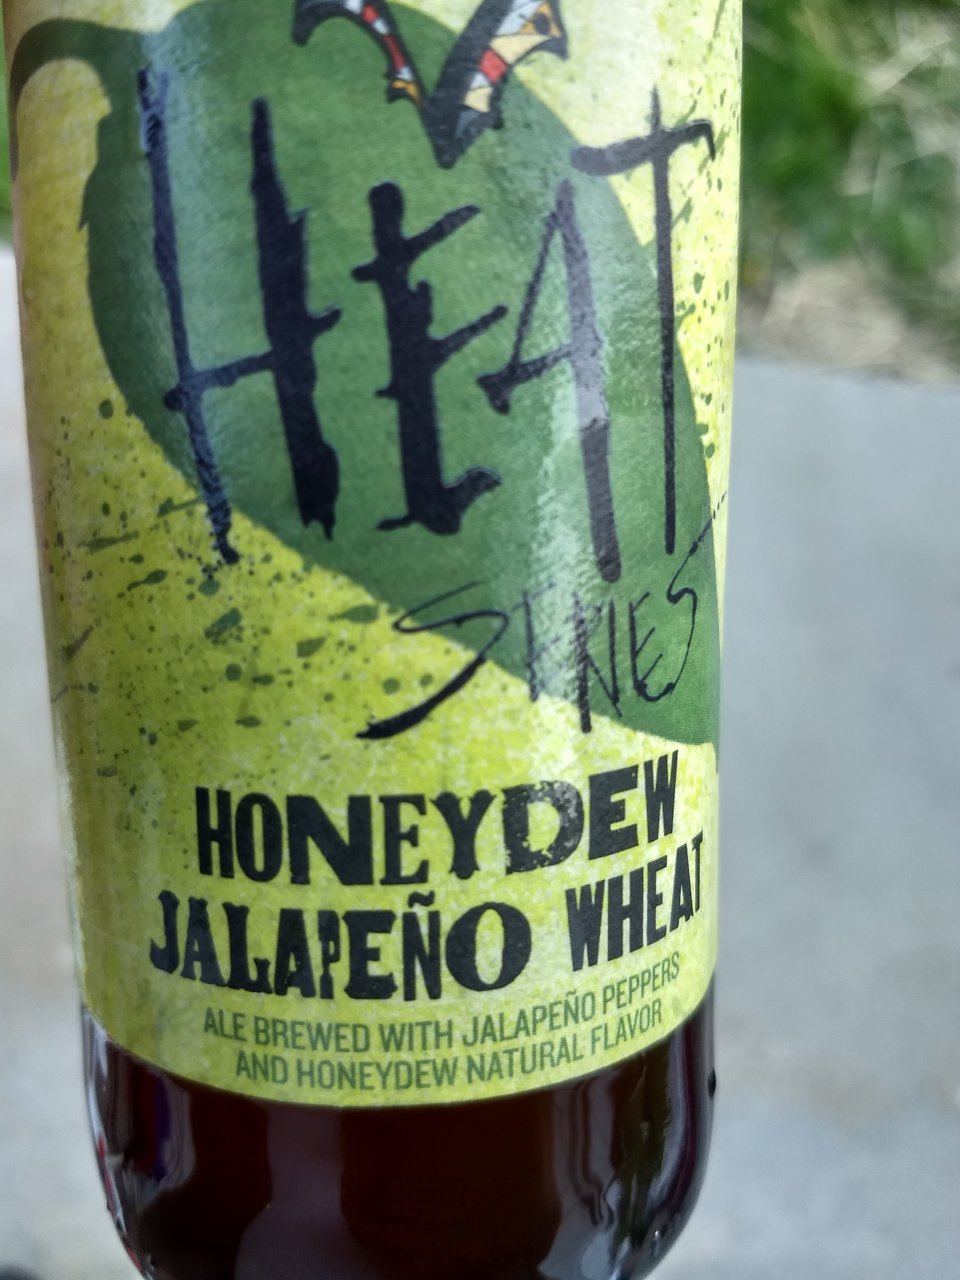 HEAT
SERIES
HONEYDEW
JALAPEÑO WHEAT
ALE BREWED WITH JALAPEÑO PEPPERS
AND HONEYDEW NATURAL FLAVOR